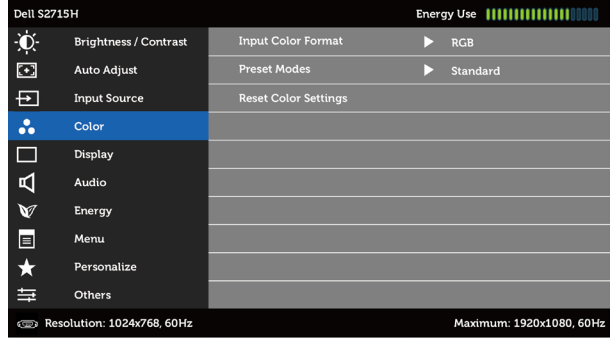 Dell S2715H Energy Use
Brightness / Contrast Input Color Format RGB
Auto Adjust Preset Modes Standard
Input Source Reset Color Settings
Color
Display
Audio
Energy
Menu
Personalize
Others
Resolution: 1024x768, 60Hz Maximum: 1920x1080, 60Hz